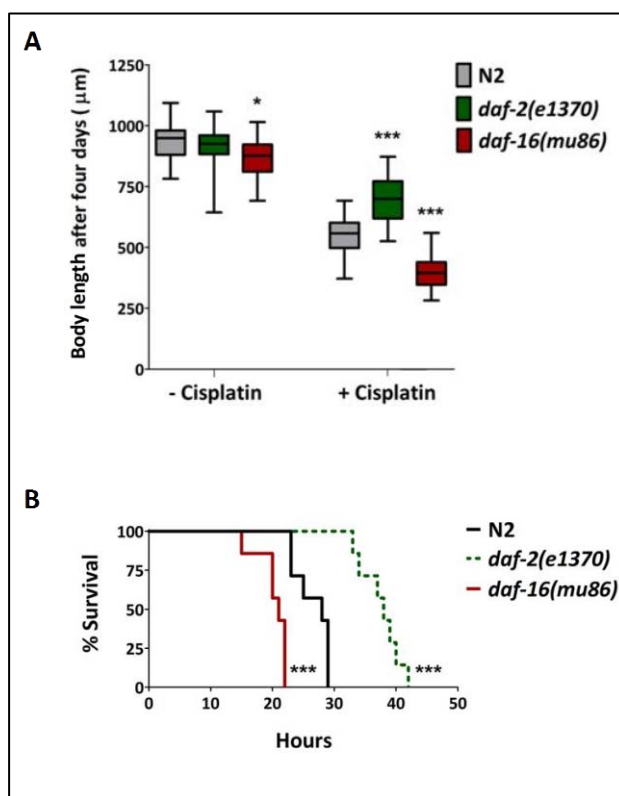 A
Body length after four days ( μm)
1250
1000
750
500
250
0
*
***
***
- Cisplatin
+ Cisplatin
N2
daf-2(e1370)
daf-16(mu86)
B
% Survival
100
75
50
25
0
***
***
0 10 20 30 40 50
Hours
N2
daf-2(e1370)
daf-16(mu86)